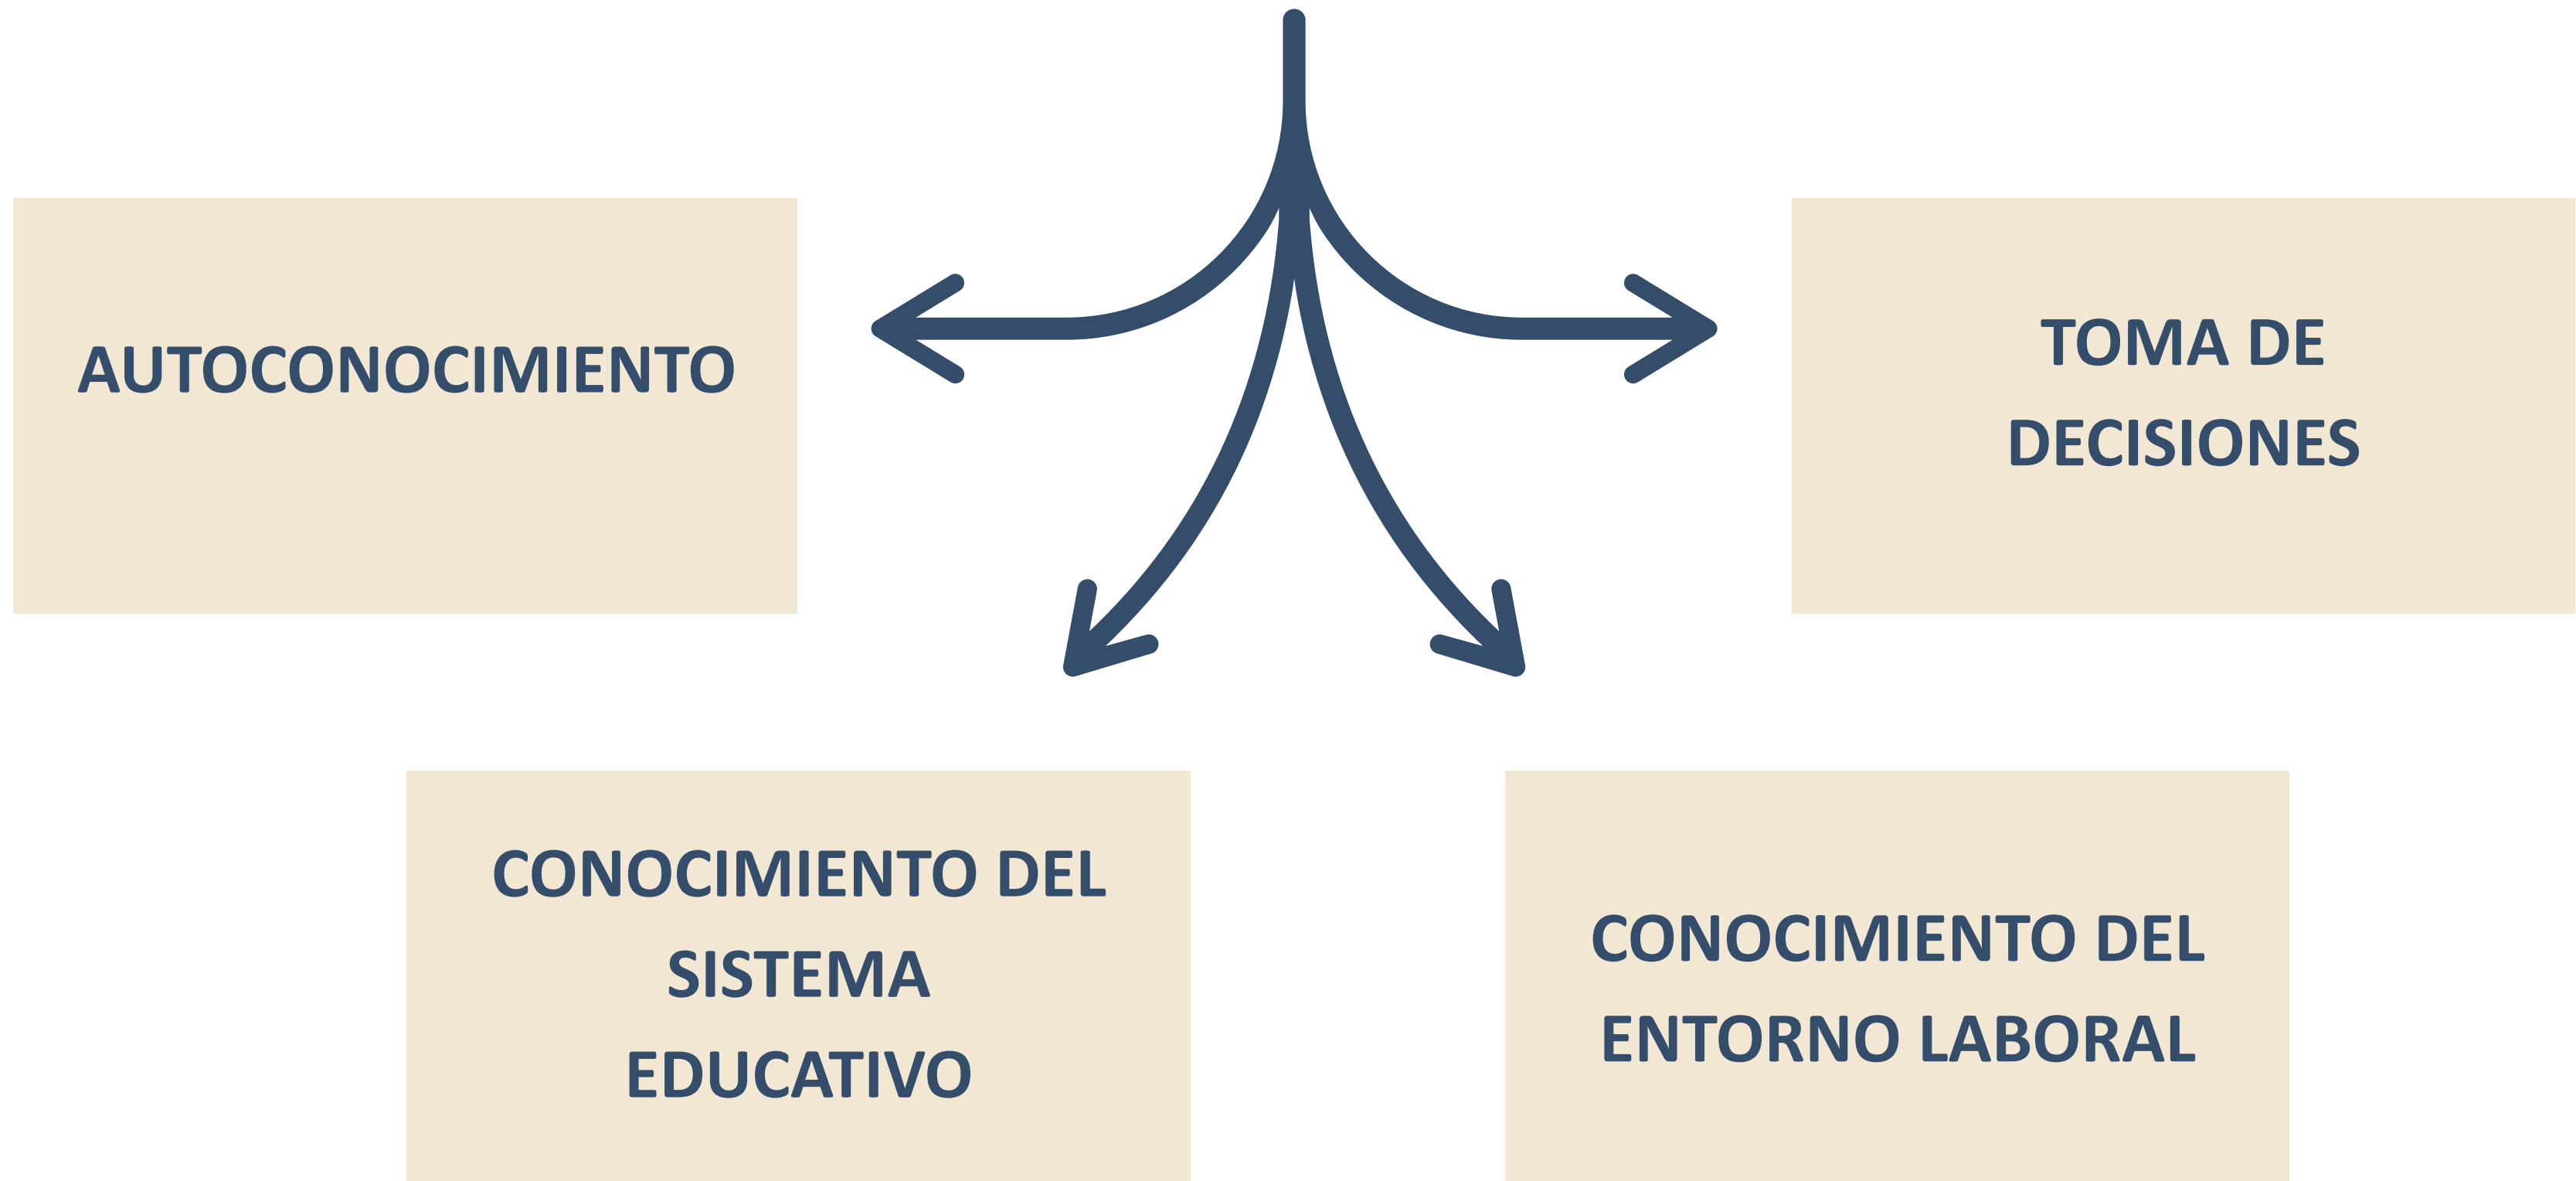 AUTOCONOCIMIENTO
TOMA DE
DECISIONES
CONOCIMIENTO DEL
SISTEMA
EDUCATIVO
CONOCIMIENTO DEL
ENTORNO LABORAL